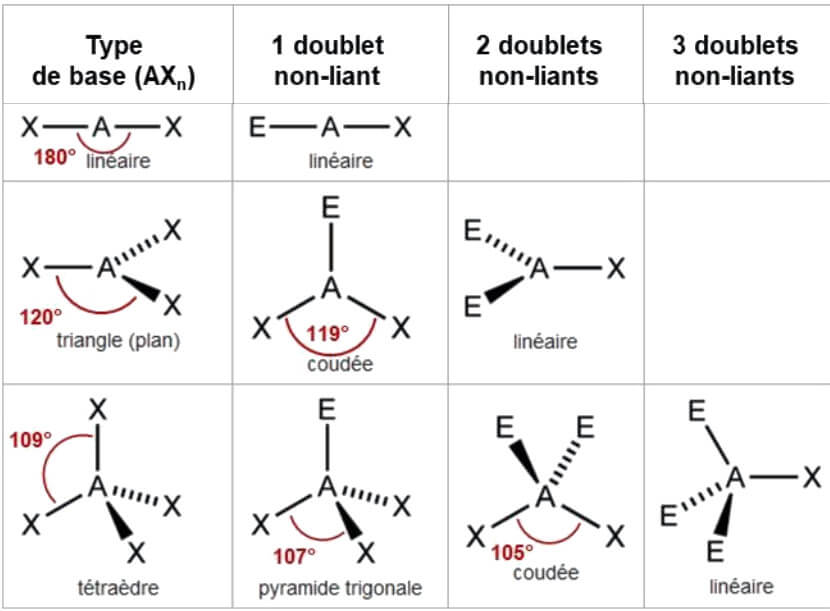 Type
de base (AXn)
1 doublet
non-liant
2 doublets
non-liants
3 doublets
non-liants
X A X
180° linéaire
E A X
linéaire
X
X A
X
120°
triangle (plan)
E
A
X X
119°
coudée
E
A X
E
linéaire
X
109°
A
X
X
X
tétraèdre
E
A
X
X
107° X
pyramide trigonale
E E
A
X X
105°
coudée
E
A X
E
E
linéaire